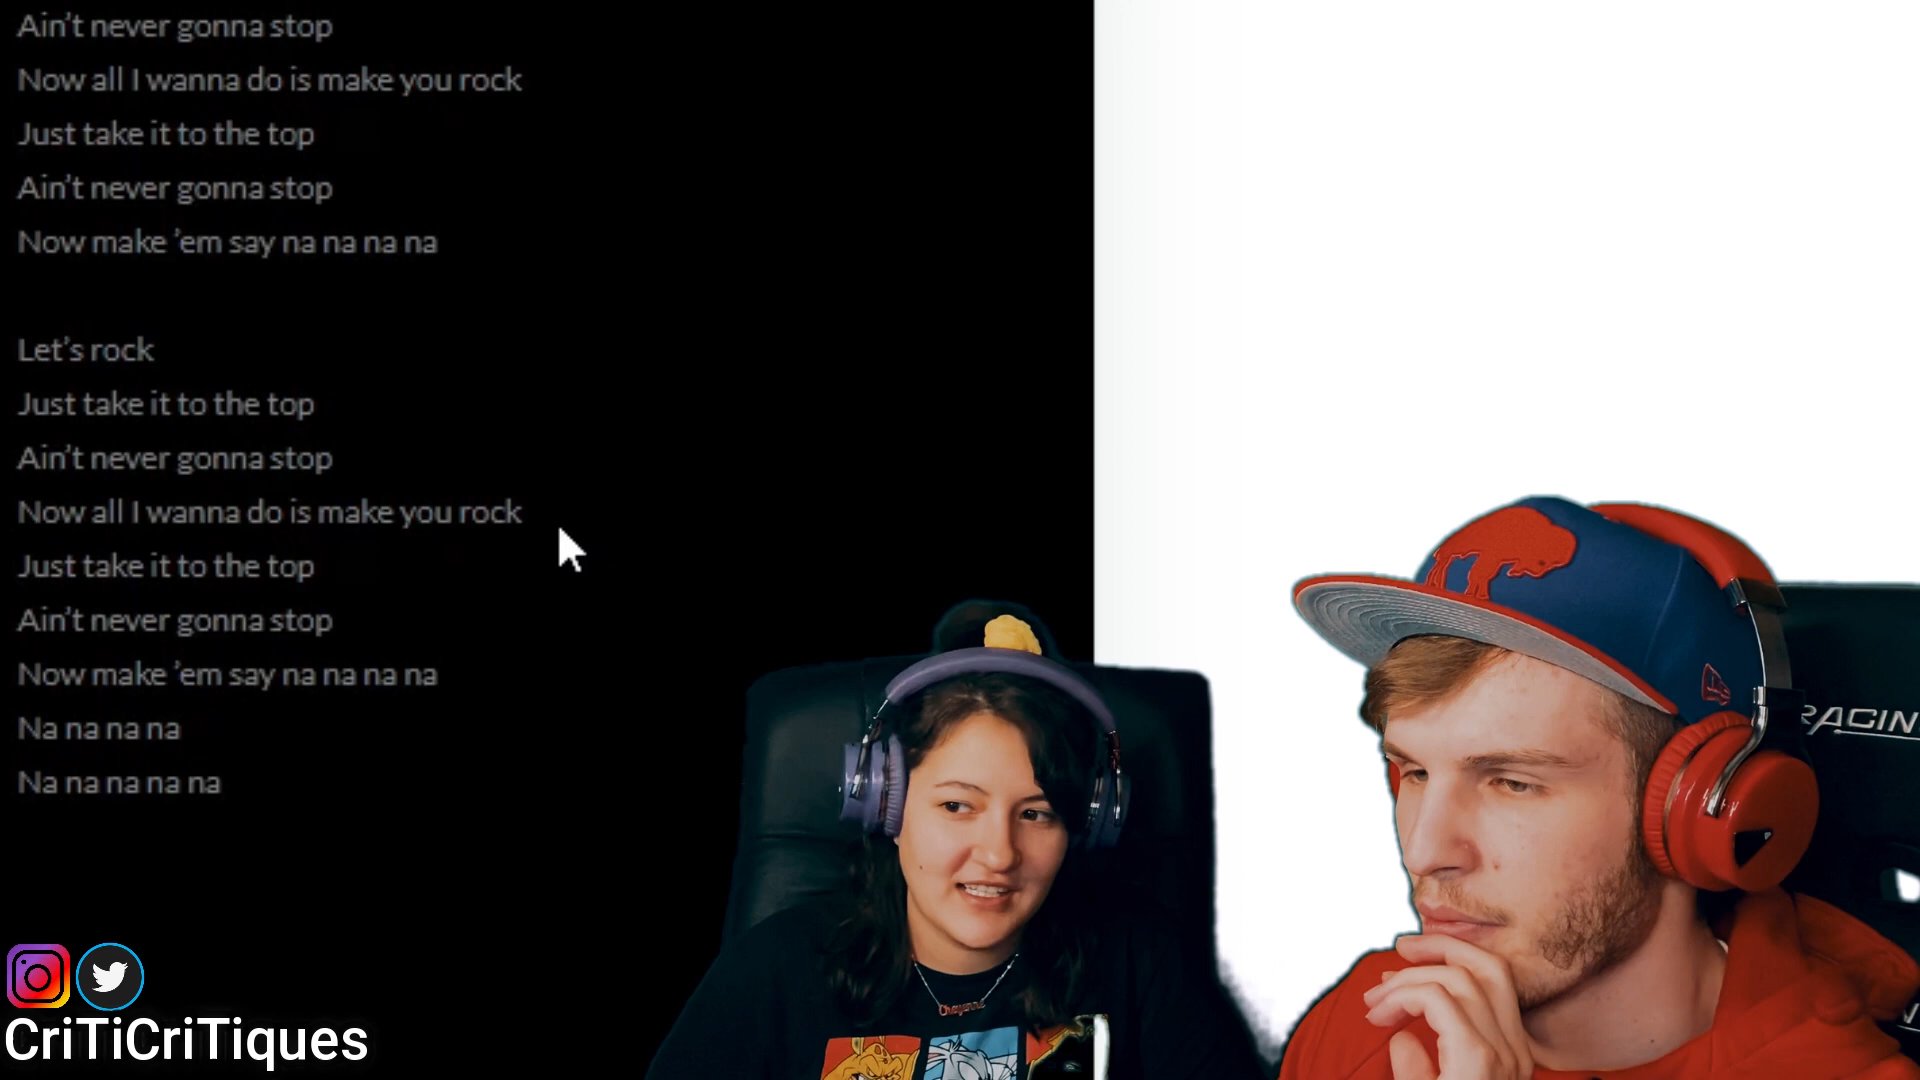 Ain't never gonna stop
Now all I wanna do is make you rock
Just take it to the top
Ain't never gonna stop
Now make 'em say na na na na
Let's rock
Just take it to the top
Ain't never gonna stop
Now all I wanna do is make you rock
Just take it to the top
Ain't never gonna stop
Now make 'em say na na na na
Na na na na
Na na na na na
RACIN
Cheyenne
CriTiCriTiques